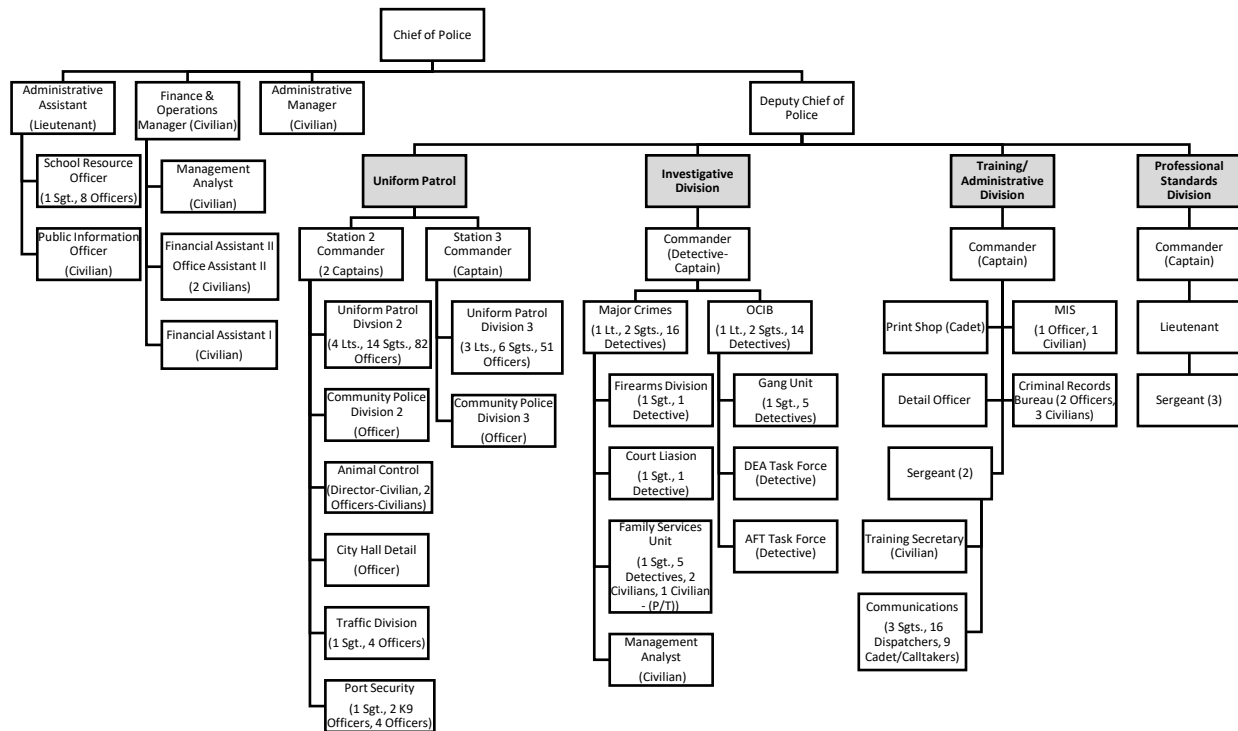 Chief of Police
Administrative
Assistant
(Lieutenant)
Finance &
Operations
Manager (Civilian)
Administrative
Manager
(Civilian)
Deputy Chief of
Police
School Resource
Officer
(1 Sgt., 8 Officers)
Public Information
Officer
(Civilian)
Management
Analyst
(Civilian)
Financial Assistant II
Office Assistant II
(2 Civilians)
Financial Assistant I
(Civilian)
Uniform Patrol
Investigative
Division
Training/
Administrative
Division
Professional
Standards
Division
Station 2
Commander
(2 Captains)
Station 3
Commander
(Captain)
Uniform Patrol
Divsion 2
(4 Lts., 14 Sgts., 82
Officers)
Community Police
Division 2
(Officer)
Animal Control
(Director-Civilian, 2
Officers-Civilians)
City Hall Detail
(Officer)
Traffic Division
(1 Sgt., 4 Officers)
Port Security
(1 Sgt., 2 K9
Officers, 4 Officers)
Uniform Patrol
Division 3
(3 Lts., 6 Sgts., 51
Officers)
Community Police
Division 3
(Officer)
Commander
(Detective-
Captain)
Major Crimes
(1 Lt., 2 Sgts., 16
Detectives)
Firearms Division
(1 Sgt., 1
Detective)
Court Liasion
(1 Sgt., 1
Detective)
Family Services
Unit
(1 Sgt., 5
Detectives, 2
Civilians, 1 Civilian
- (P/T))
Management
Analyst
(Civilian)
OCIB
(1 Lt., 2 Sgts., 14
Detectives)
Gang Unit
(1 Sgt., 5
Detectives)
DEA Task Force
(Detective)
AFT Task Force
(Detective)
Commander
(Captain)
Print Shop (Cadet)
MIS
(1 Officer, 1
Civilian)
Detail Officer
Criminal Records
Bureau (2 Officers,
3 Civilians)
Sergeant (2)
Training Secretary
(Civilian)
Communications
(3 Sgts., 16
Dispatchers, 9
Cadet/Calltakers)
Commander
(Captain)
Lieutenant
Sergeant (3)